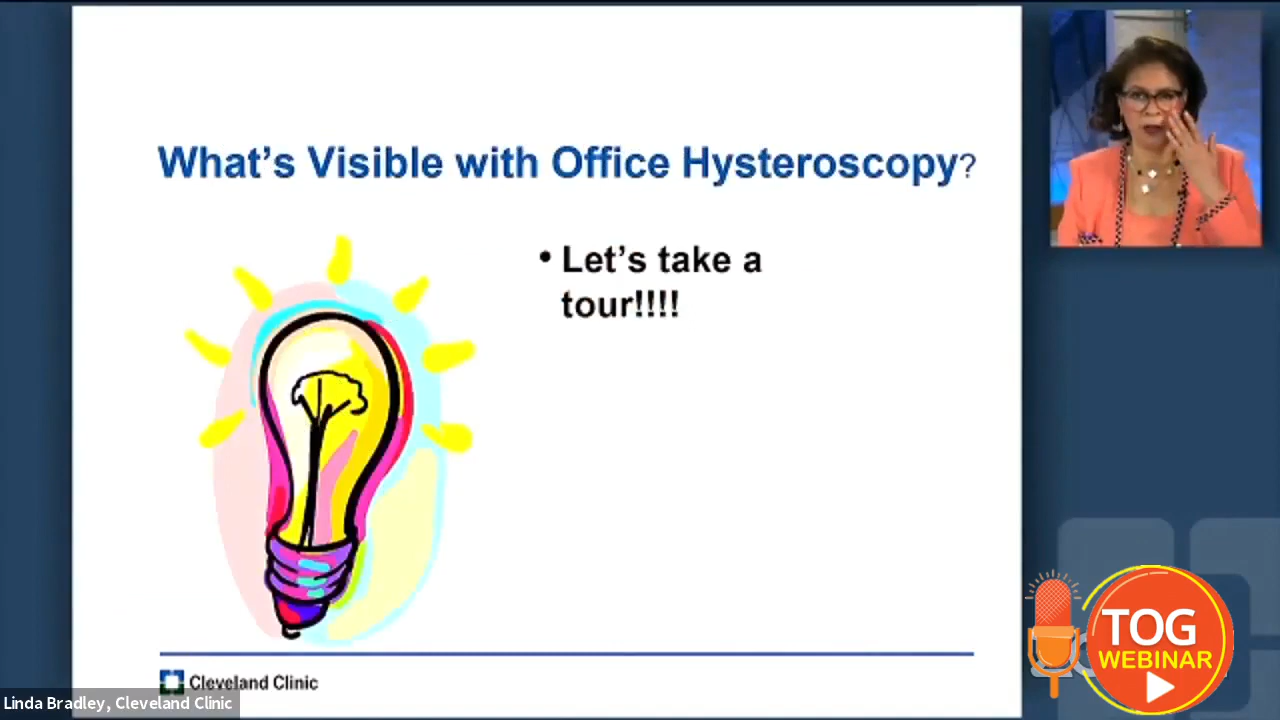 What's Visible with Office Hysteroscopy?
• Let's take a
tour!!!!
Cleveland Clinic
Linda Bradley, Cleveland Clinic
TOG
WEBINAR